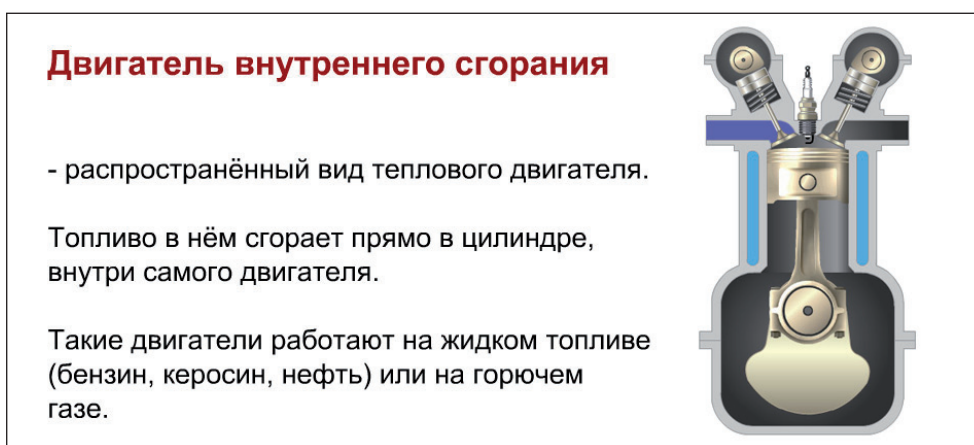 Двигатель внутреннего сгорания
- распространённый вид теплового двигателя.
Топливо в нём сгорает прямо в цилиндре,
внутри самого двигателя.
Такие двигатели работают на жидком топливе
(бензин, керосин, нефть) или на горючем
газе.